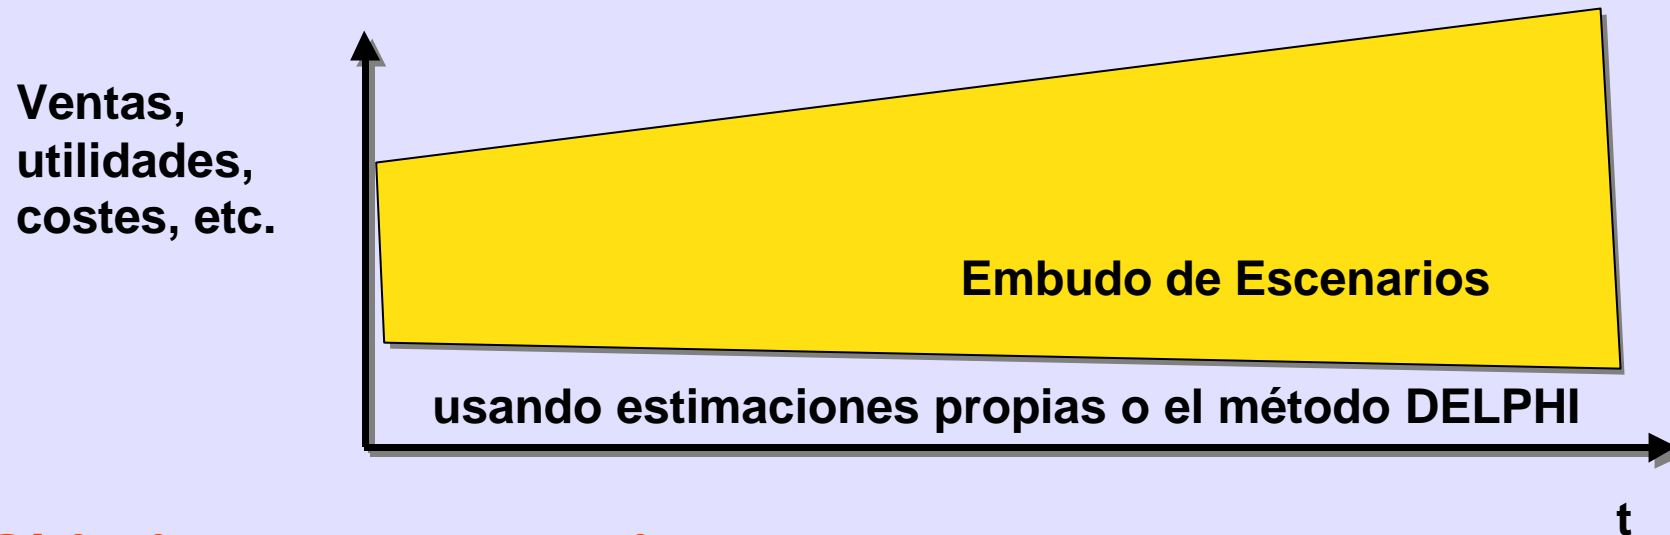 Ventas,
utilidades,
costes, etc.
Embudo de Escenarios
usando estimaciones propias o el método DELPHI
t